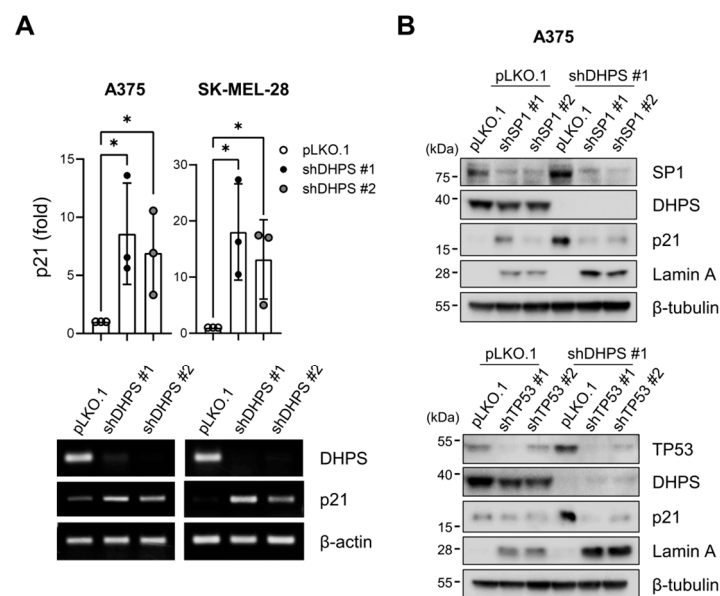 A
A375
SK-MEL-28
p21 (fold)
15
10
5
0
30
20
10
0
*
*
*
*
pLKO.1
shDHPS #1
shDHPS #2
pLKO.1
shDHPS #1
shDHPS #2
pLKO.1
shDHPS #1
shDHPS #2
DHPS
p21
β-actin
B
A375
pLKO.1 shDHPS #1
pLKO.1
shSP1 #1
shSP1 #2
pLKO.1
shSP1 #1
shSP1 #2
(kDa)
75 SP1
40 DHPS
15 p21
28 Lamin A
55 β-tubulin
pLKO.1 shDHPS #1
pLKO.1
shTP53 #1
shTP53 #2
pLKO.1
shTP53 #1
shTP53 #2
(kDa)
55 TP53
40 DHPS
15 p21
28 Lamin A
55 β-tubulin